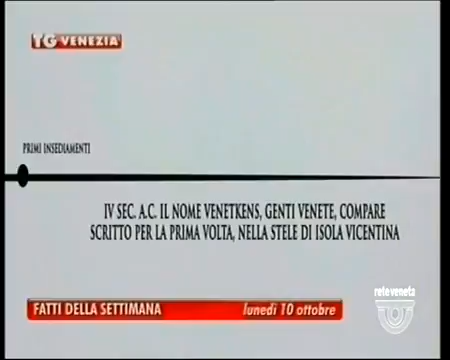 TG VENEZIA
PRIMI INSEDIAMENTI
IV SEC. A.C. IL NOME VENETKENS, GENTI VENETE, COMPARE
SCRITTO PER LA PRIMA VOLTA, NELLA STELE DI ISOLA VICENTINA
FATTI DELLA SETTIMANA lunedì 10 ottobre
reteveneta